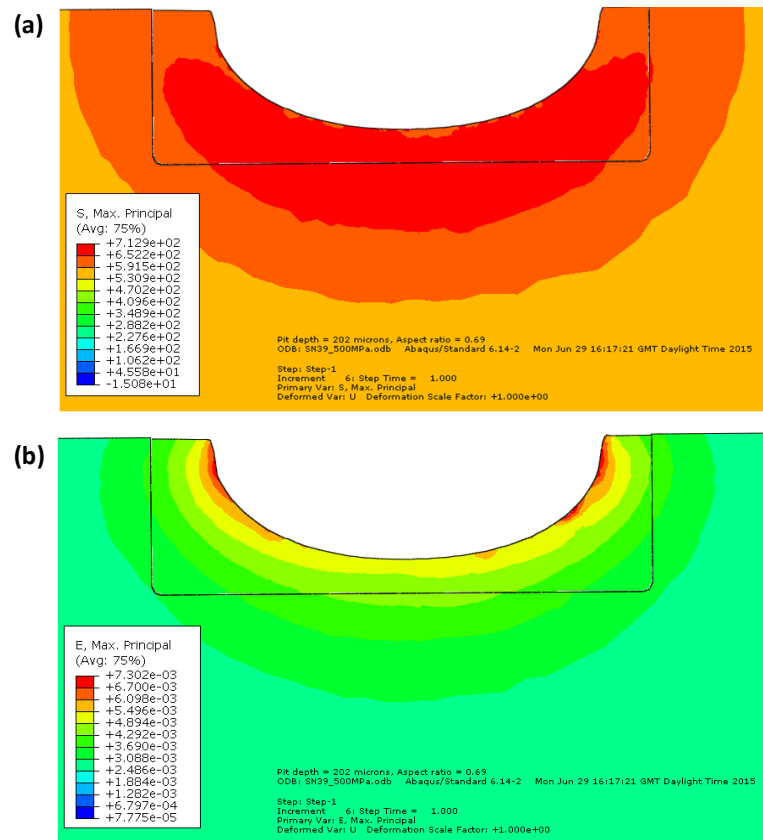 (a)
S, Max. Principal
(Avg: 75%)
+7.129e+02
+6.522e+02
+5.915e+02
+5.309e+02
+4.702e+02
+4.096e+02
+3.489e+02
+2.882e+02
+2.276e+02
+1.669e+02
+1.062e+02
+4.558e+01
-1.508e+01
Pit depth = 202 microns, Aspect ratio = 0.69
ODB: SN39_500MPa.odb Abaqus/Standard 6.14-2 Mon Jun 29 16:17:21 GMT Daylight Time 2015
Step: Step-1
Increment 6: Step Time = 1.000
Primary Var: S, Max. Principal
Deformed Var: U Deformation Scale Factor: +1.000e+00
(b)
E, Max. Principal
(Avg: 75%)
+7.302e-03
+6.700e-03
+6.098e-03
+5.496e-03
+4.894e-03
+4.292e-03
+3.690e-03
+3.088e-03
+2.486e-03
+1.884e-03
+1.282e-03
+6.797e-04
+7.775e-05
Pit depth = 202 microns, Aspect ratio = 0.69
ODB: SN39_500MPa.odb Abaqus/Standard 6.14-2 Mon Jun 29 16:17:21 GMT Daylight Time 2015
Step: Step-1
Increment 6: Step Time = 1.000
Primary Var: E, Max. Principal
Deformed Var: U Deformation Scale Factor: +1.000e+00